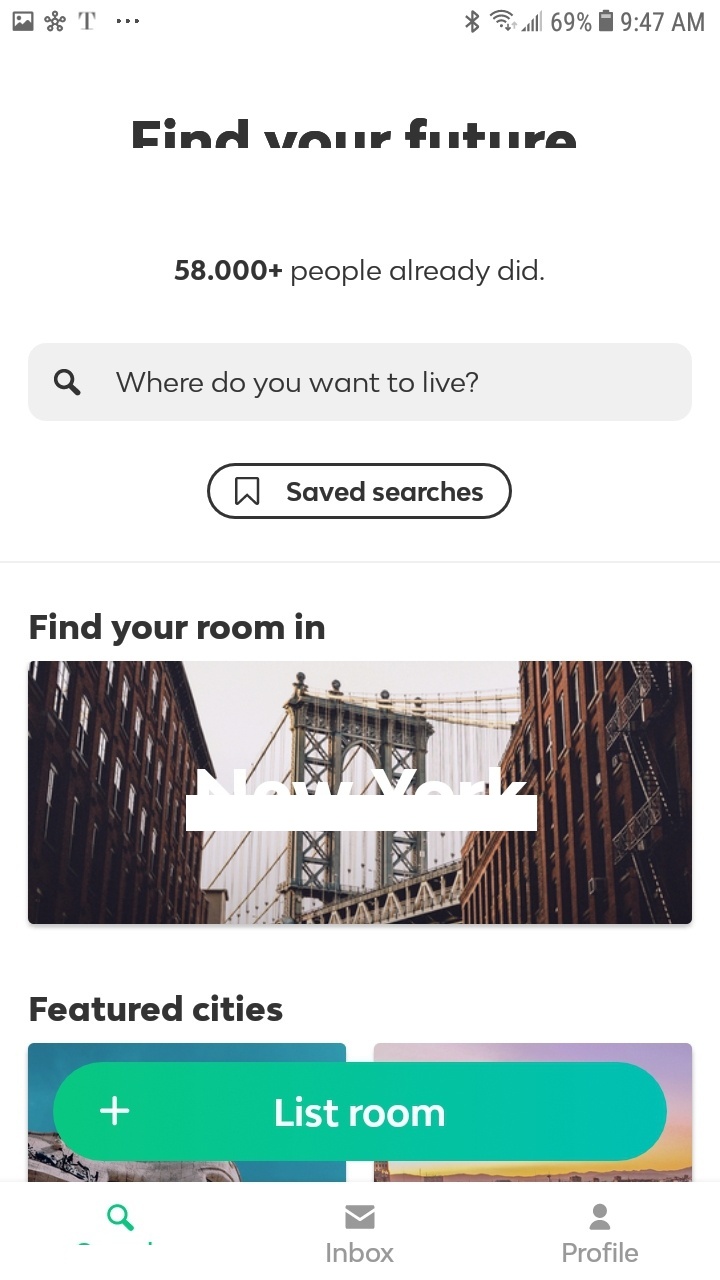 T
69%
9:47 AM
Find your future
58.000+ people already did.
Where do you want to live?
Saved searches
Find your room in
New York
Featured cities
List room
Inbox
Profile